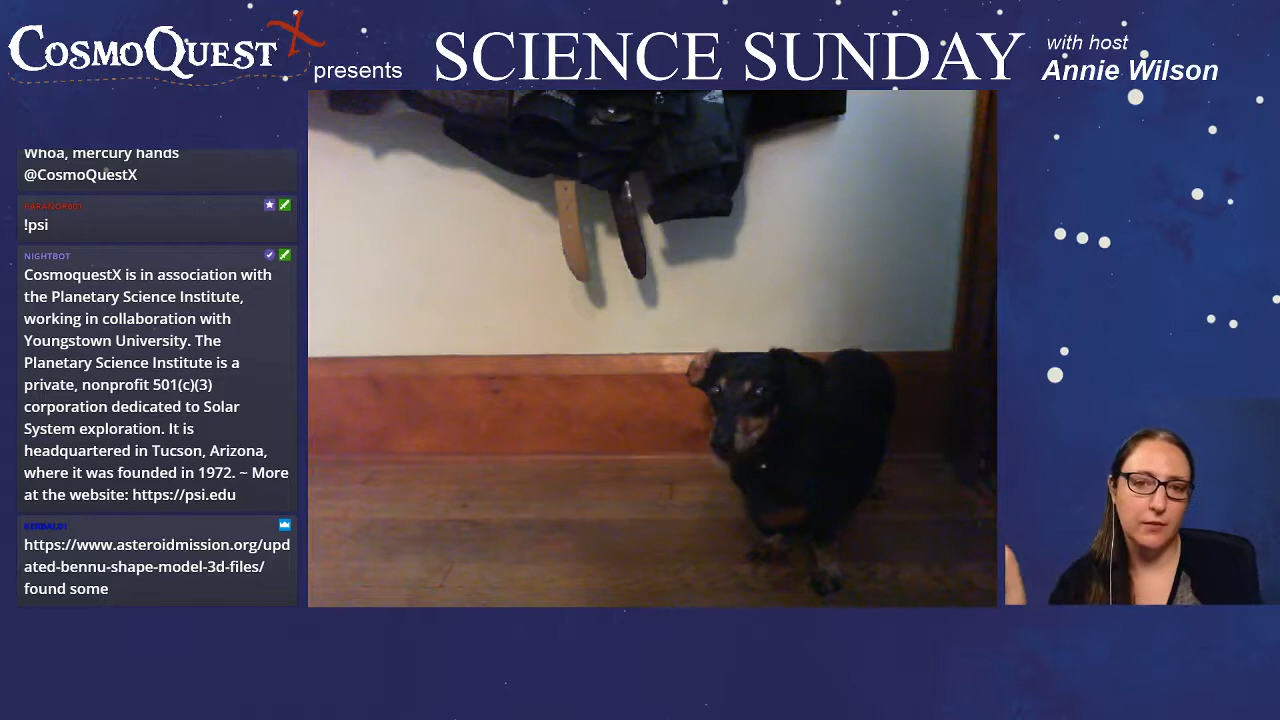 COSMOQUEST X
presents
SCIENCE SUNDAY
with host
Annie Wilson
Whoa, mercury hands
@CosmoQuestX
!psi
NIGHTBOT
CosmoquestX is in association with
the Planetary Science Institute,
working in collaboration with
Youngstown University. The
Planetary Science Institute is a
private, nonprofit 501(c)(3)
corporation dedicated to Solar
System exploration. It is
headquartered in Tucson, Arizona,
where it was founded in 1972. ~ More
at the website: https://psi.edu
https://www.asteroidmission.org/upd
ated-bennu-shape-model-3d-files/
found some